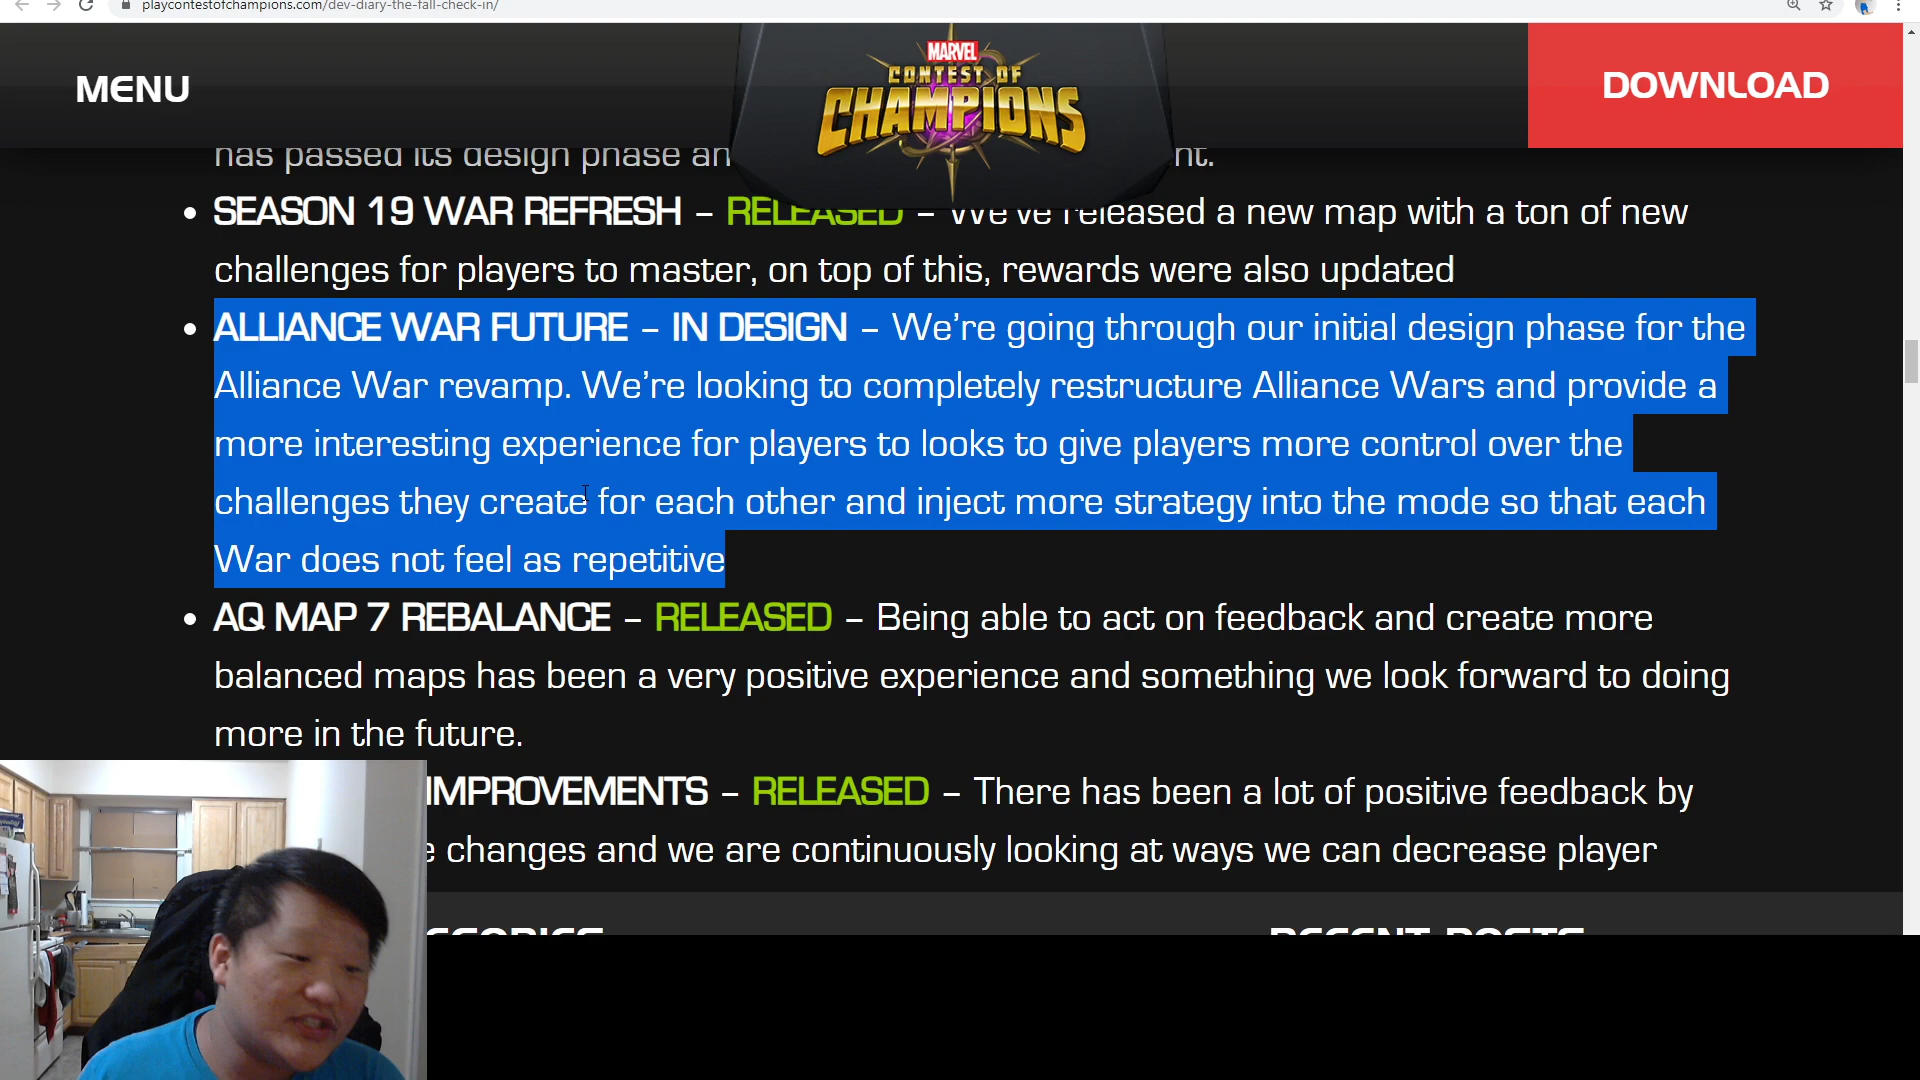 playcontestofchampions.com/dev-diary-the-fall-check-in/
MENU
MARVEL
CONTEST OF
CHAMPIONS
DOWNLOAD
has passed its design phase an
nt.
SEASON 19 WAR REFRESH – RELEASED – We've released a new map with a ton of new
challenges for players to master, on top of this, rewards were also updated
ALLIANCE WAR FUTURE – IN DESIGN – We're going through our initial design phase for the
Alliance War revamp. We're looking to completely restructure Alliance Wars and provide a
more interesting experience for players to looks to give players more control over the
challenges they create for each other and inject more strategy into the mode so that each
War does not feel as repetitive
AQ MAP 7 REBALANCE – RELEASED – Being able to act on feedback and create more
balanced maps has been a very positive experience and something we look forward to doing
more in the future.
IMPROVEMENTS – RELEASED – There has been a lot of positive feedback by
e changes and we are continuously looking at ways we can decrease player
RECENT POSTS